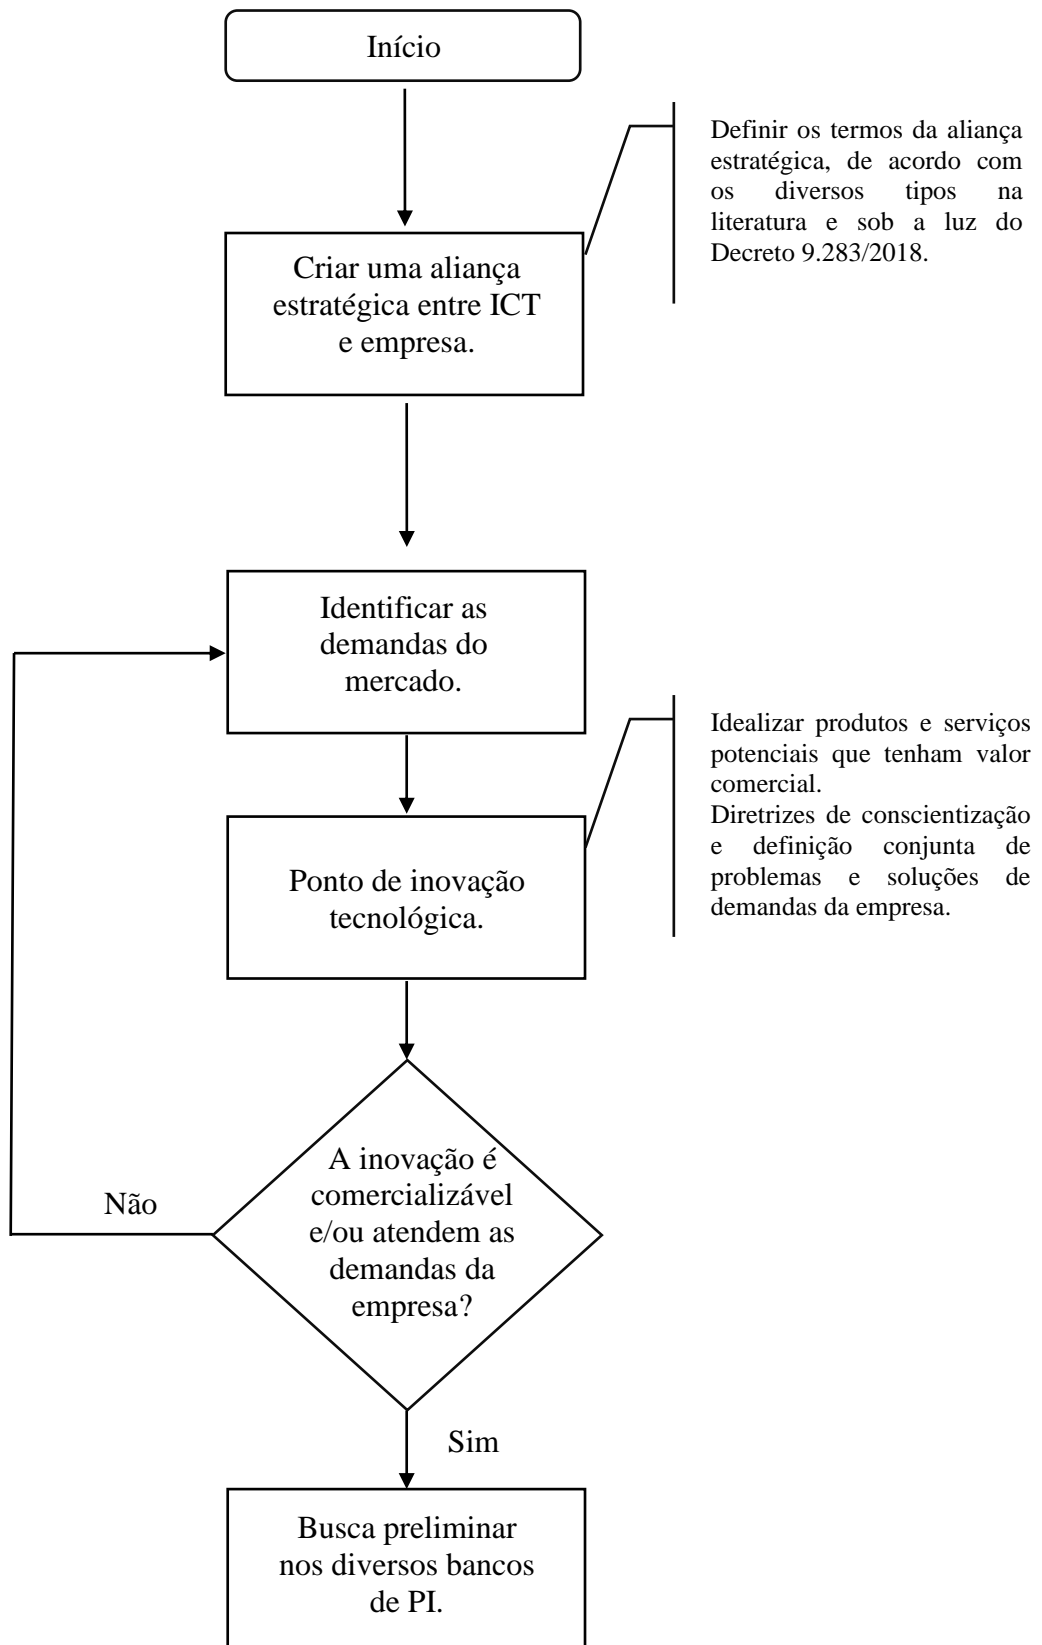 Início
Definir os termos da aliança
estratégica, de acordo com
os diversos tipos na
literatura e sob a luz do
Decreto 9.283/2018.
Criar uma aliança
estratégica entre ICT
e empresa.
Identificar as
demandas do
mercado.
Idealizar produtos e serviços
potenciais que tenham valor
comercial.
Diretrizes de conscientização
e definição conjunta de
problemas e soluções de
demandas da empresa.
Ponto de inovação
tecnológica.
A inovação é
comercializável
e/ou atendem as
demandas da
empresa?
Não
Sim
Busca preliminar
nos diversos bancos
de PI.